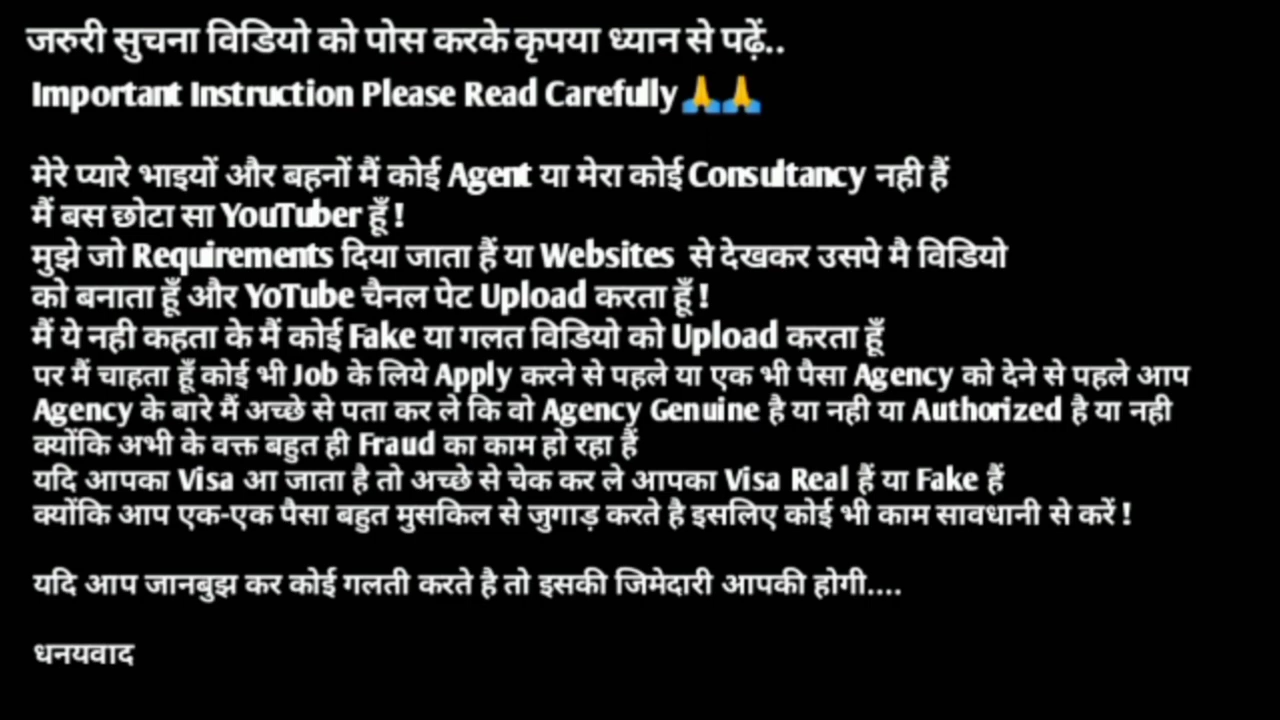 जरुरी सुचना विडियो को पोस करके कृपया ध्यान से पढ़ें..
Important Instruction Please Read Carefully🙏🙏
मेरे प्यारे भाइयों और बहनों मैं कोई Agent या मेरा कोई Consultancy नही हैं
मैं बस छोटा सा YouTuber हूँ !
मुझे जो Requirements दिया जाता हैं या Websites से देखकर उसपे मै विडियो
को बनाता हूँ और YoTube चैनल पेट Upload करता हूँ !
मैं ये नही कहता के मैं कोई Fake या गलत विडियो को Upload करता हूँ
पर मैं चाहता हूँ कोई भी Job के लिये Apply करने से पहले या एक भी पैसा Agency को देने से पहले आप
Agency के बारे मैं अच्छे से पता कर ले कि वो Agency Genuine है या नही या Authorized है या नही
क्योंकि अभी के वक्त बहुत ही Fraud का काम हो रहा हैं
यदि आपका Visa आ जाता है तो अच्छे से चेक कर ले आपका Visa Real हैं या Fake हैं
क्योंकि आप एक-एक पैसा बहुत मुसकिल से जुगाड़ करते है इसलिए कोई भी काम सावधानी से करें !
यदि आप जानबुझ कर कोई गलती करते है तो इसकी जिमेदारी आपकी होगी....
धनयवाद